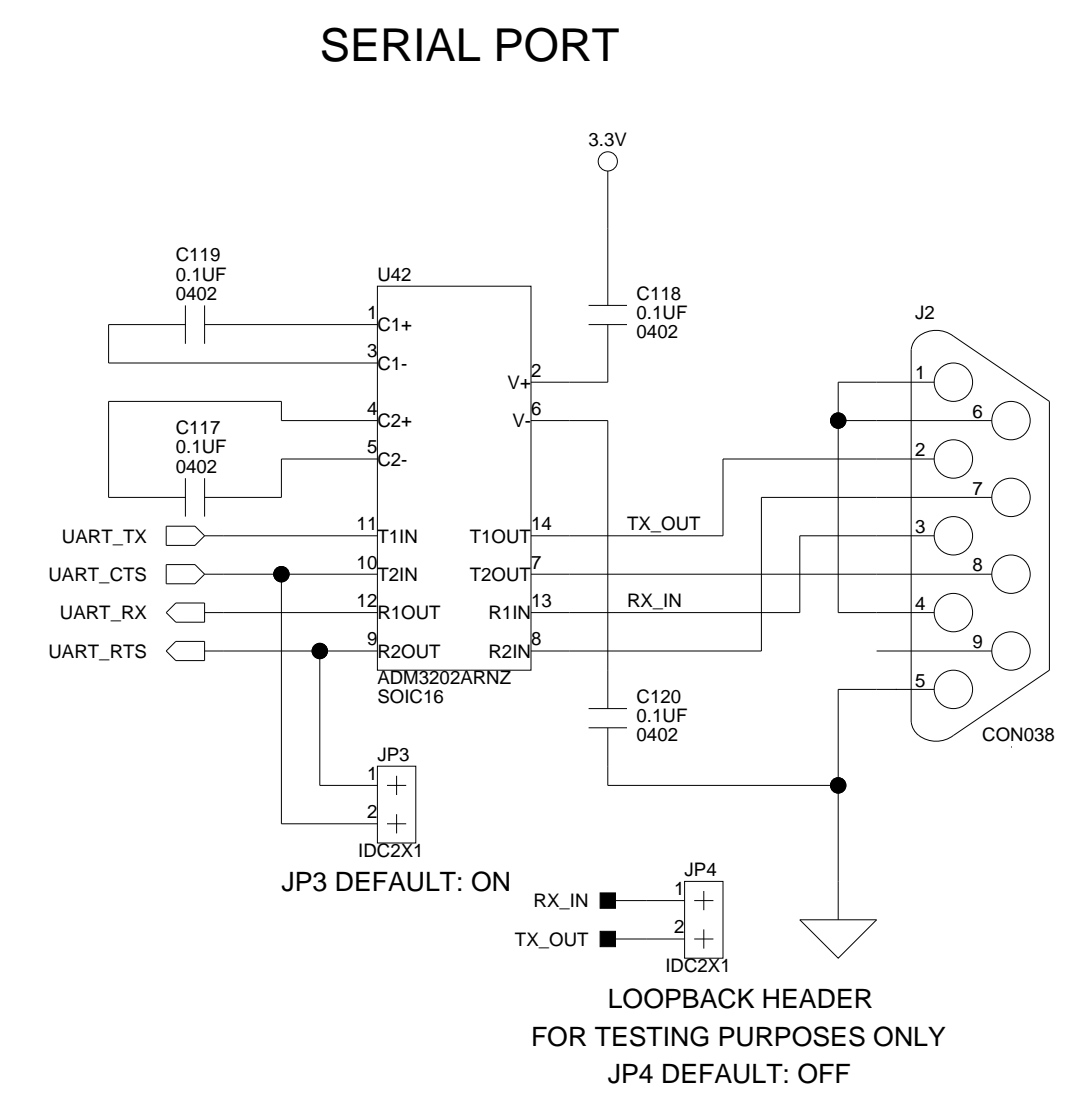 SERIAL PORT
3.3V
C119
0.1UF
0402
U42
C118
0.1UF
0402
J2
1
C1+
3
C1-
V+
2
1
4
C2+
V-
6
6
C117
0.1UF
0402
5
C2-
2
7
UART_TX
11
T1IN
T1OUT
14
TX_OUT
3
UART_CTS
10
T2IN
T2OUT
7
8
UART_RX
12
R1OUT
R1IN
13
RX_IN
4
UART_RTS
9
R2OUT
R2IN
8
9
ADM3202ARNZ
SOIC16
5
C120
0.1UF
0402
CON038
JP3
1
2
IDC2X1
JP3 DEFAULT: ON
JP4
RX_IN
1
TX_OUT
2
IDC2X1
LOOPBACK HEADER
FOR TESTING PURPOSES ONLY
JP4 DEFAULT: OFF